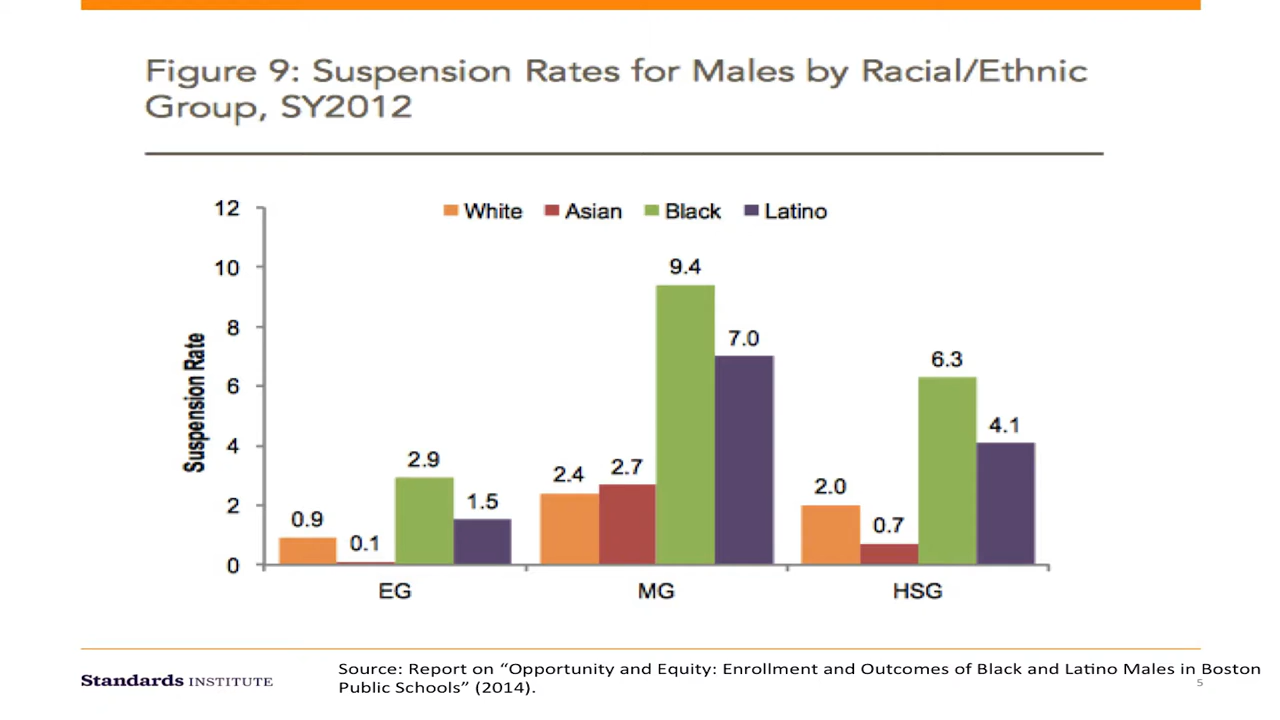 Figure 9: Suspension Rates for Males by Racial/Ethnic
Group, SY2012
White Asian Black Latino
12
10
8
6
4
2
0
Suspension Rate
0.9 0.1 2.9 1.5
2.4 2.7 9.4 7.0
2.0 0.7 6.3 4.1
EG MG HSG
Standards INSTITUTE
Source: Report on “Opportunity and Equity: Enrollment and Outcomes of Black and Latino Males in Boston
Public Schools” (2014).
5